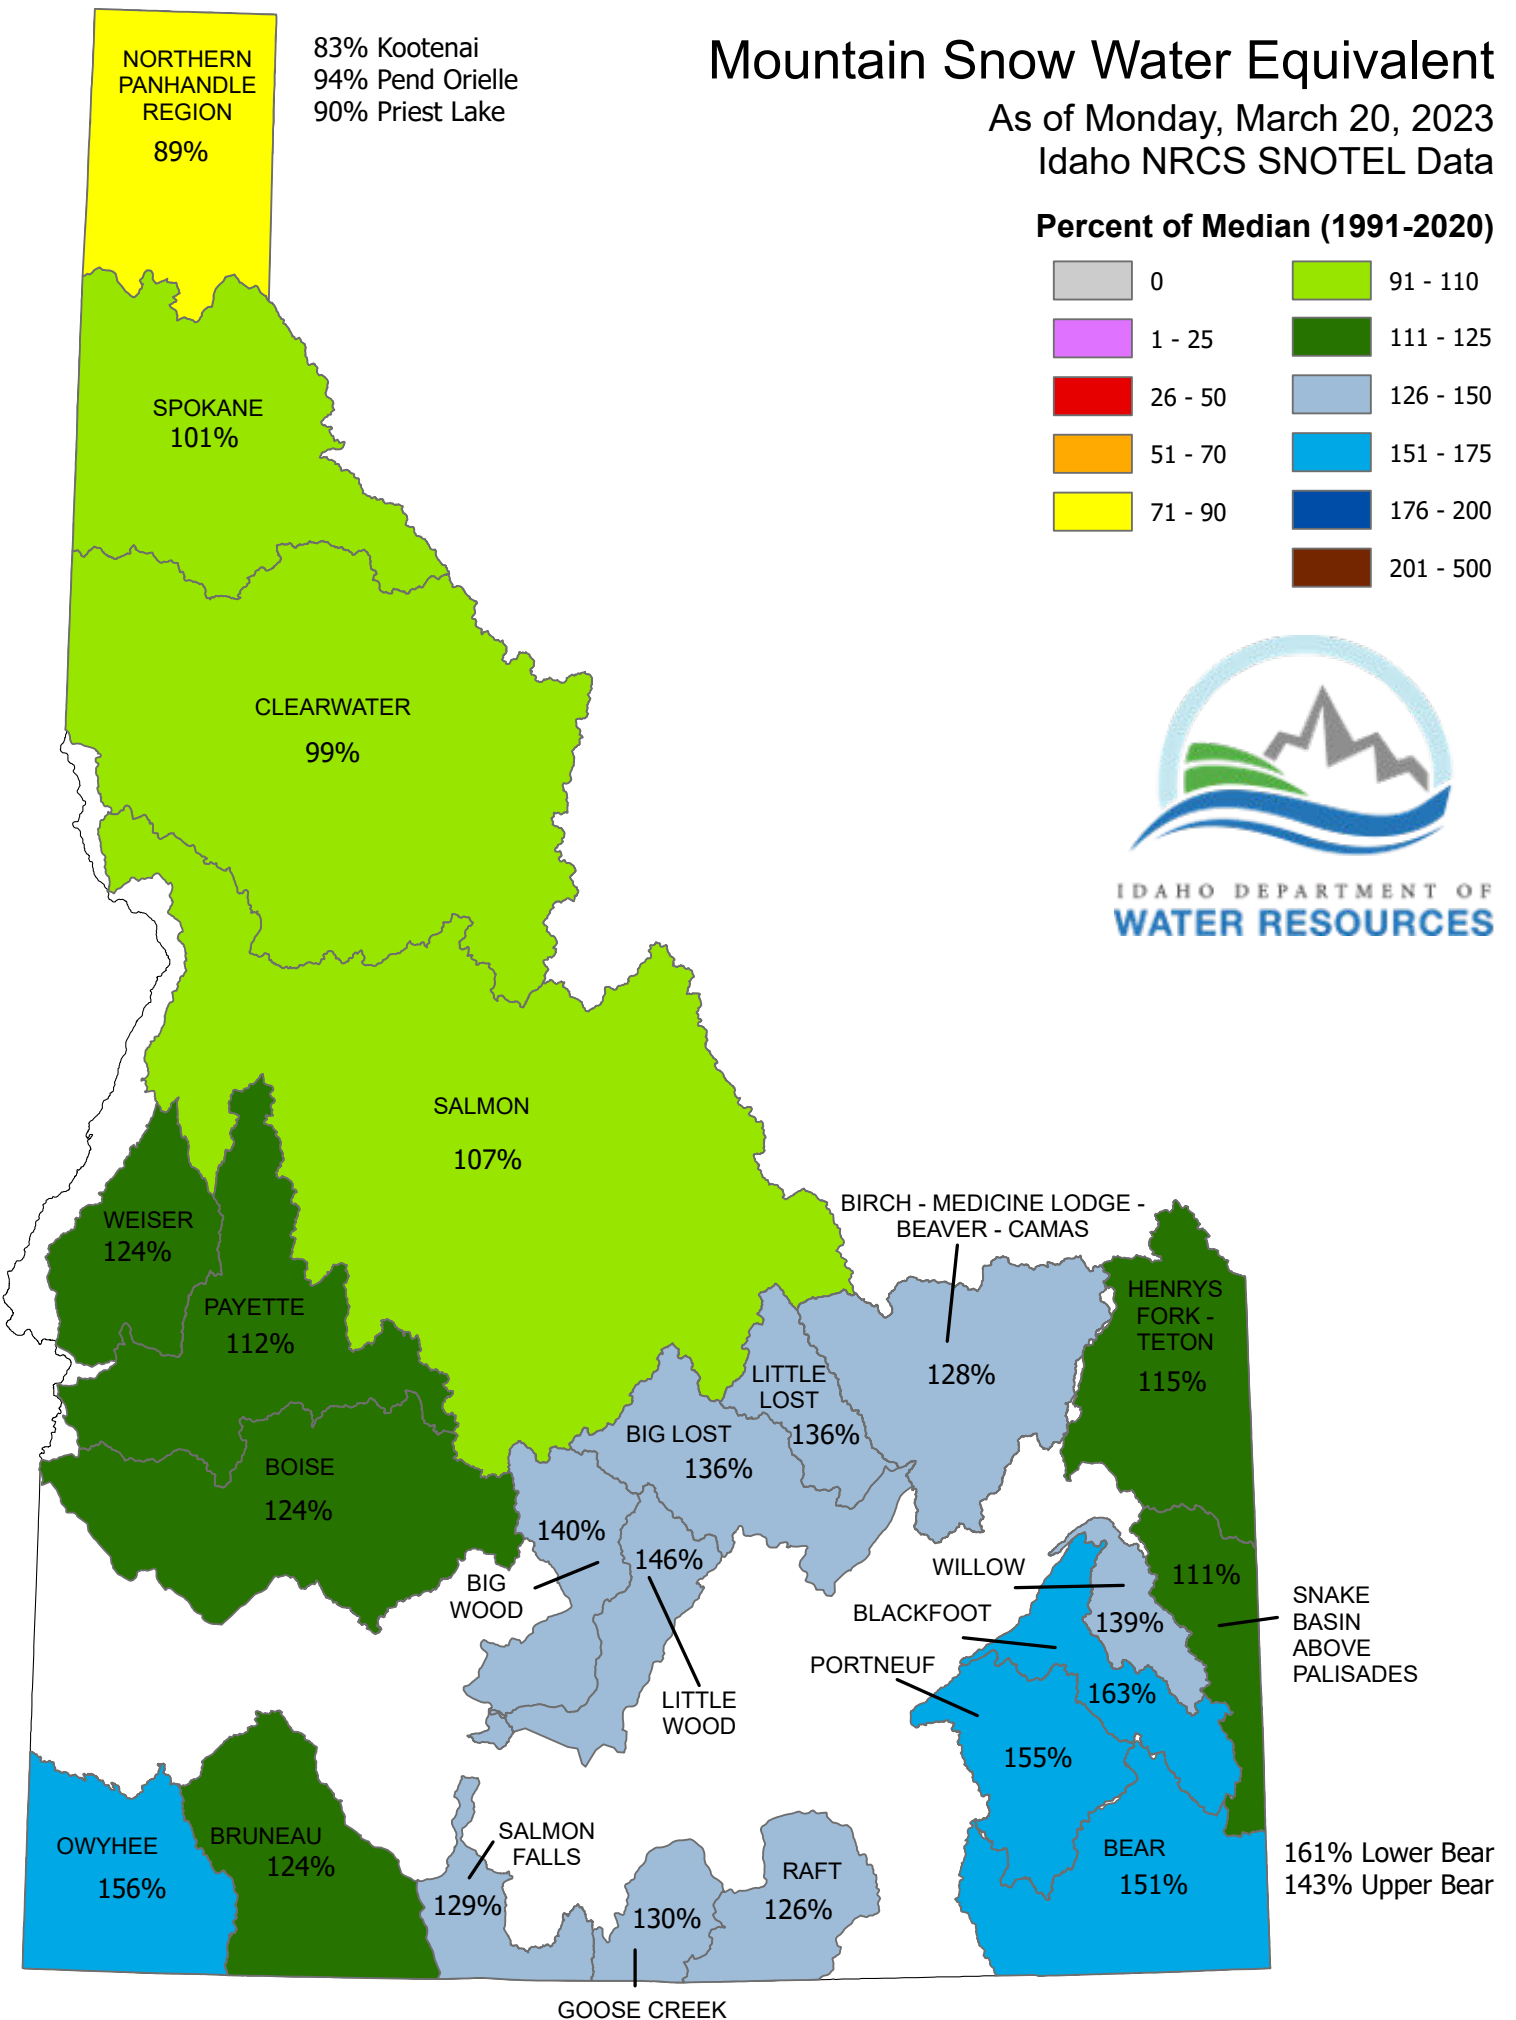 Mountain Snow Water Equivalent
As of Monday, March 20, 2023
Idaho NRCS SNOTEL Data
Percent of Median (1991-2020)
0
1 - 25
26 - 50
51 - 70
71 - 90
91 - 110
111 - 125
126 - 150
151 - 175
176 - 200
201 - 500
IDAHO DEPARTMENT OF
WATER RESOURCES
NORTHERN
PANHANDLE
REGION
89%
83% Kootenai
94% Pend Orielle
90% Priest Lake
SPOKANE
101%
CLEARWATER
99%
SALMON
107%
WEISER
124%
PAYETTE
112%
BOISE
124%
BIRCH - MEDICINE LODGE -
BEAVER - CAMAS
128%
HENRYS
FORK -
TETON
115%
LITTLE
LOST
136%
BIG LOST
136%
140%
BIG
WOOD
146%
LITTLE
WOOD
WILLOW
139%
111%
SNAKE
BASIN
ABOVE
PALISADES
BLACKFOOT
163%
PORTNEUF
155%
OWYHEE
156%
BRUNEAU
124%
SALMON
FALLS
129%
130%
GOOSE CREEK
RAFT
126%
BEAR
151%
161% Lower Bear
143% Upper Bear